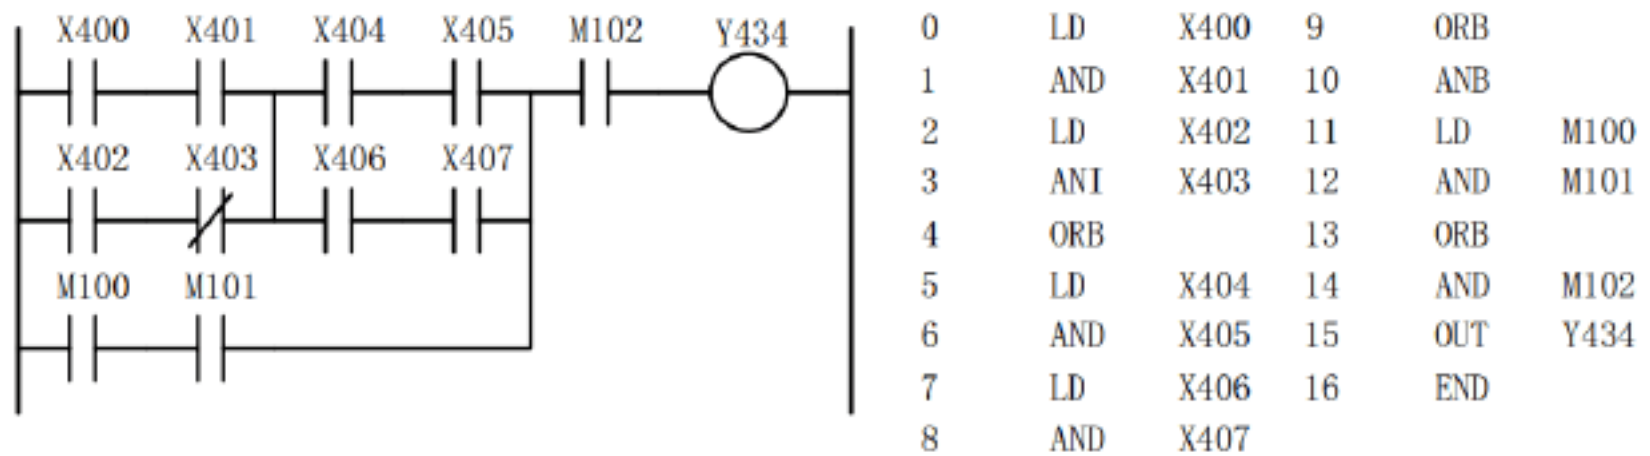 X400 X401 X404 X405 M102 Y434
X402 X403 X406 X407
M100 M101
0 LD X400 9 ORB
1 AND X401 10 ANB
2 LD X402 11 LD M100
3 ANI X403 12 AND M101
4 ORB 13 ORB
5 LD X404 14 AND M102
6 AND X405 15 OUT Y434
7 LD X406 16 END
8 AND X407